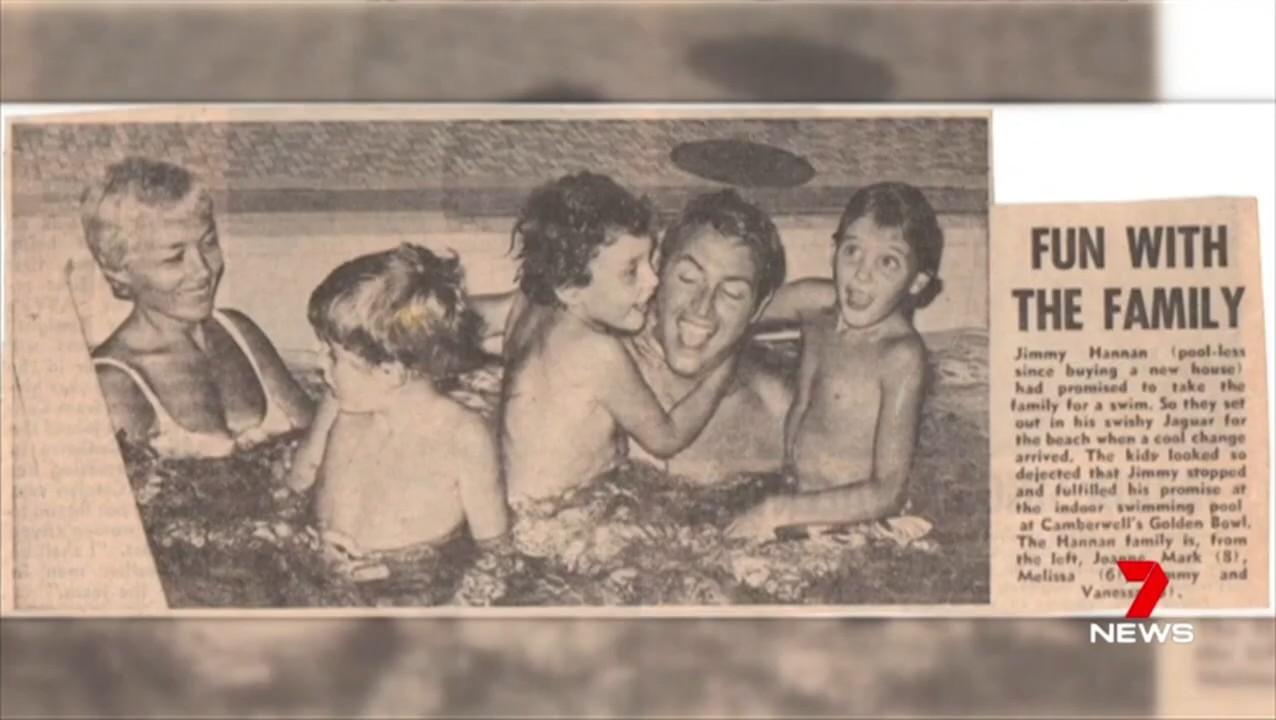 FUN WITH
THE FAMILY
Jimmy Hannan (pool-less
since buying a new house)
had promised to take the
family for a swim. So they set
out in his swishy Jaguar for
the beach when a cool change
arrived. The kids looked so
dejected that Jimmy stopped
and fulfilled his promise at
the indoor swimming pool
at Camberwell's Golden Bowl.
The Hannan family is, from
the left, Joanne, Mark (8),
Melissa (6), and
7
NEWS